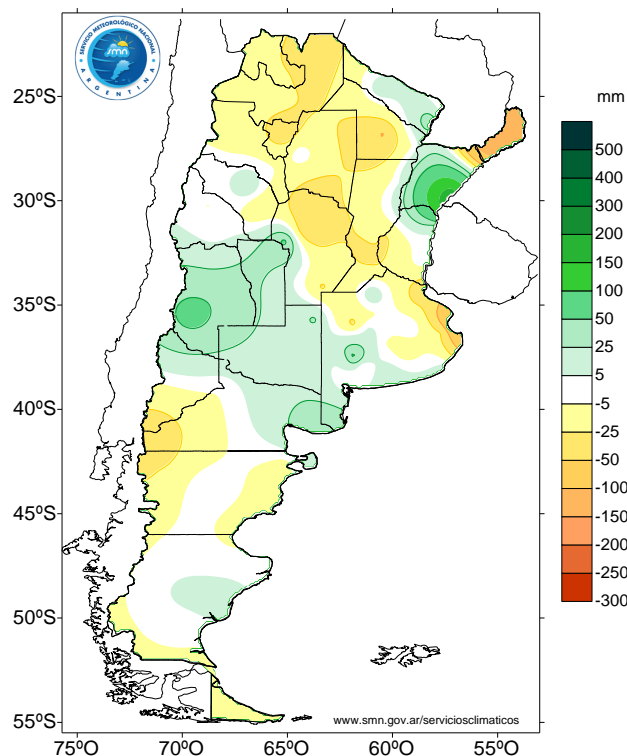 SERVICIO METEOROLÓGICO NACIONAL
smn
ARGENTINA
mm
25ºS
30ºS
35ºS
40ºS
45ºS
50ºS
55ºS
500
400
300
200
150
100
50
25
5
-5
-25
-50
-100
-150
-200
-250
-300
www.smn.gov.ar/serviciosclimaticos
75ºO
70ºO
65ºO
60ºO
55ºO